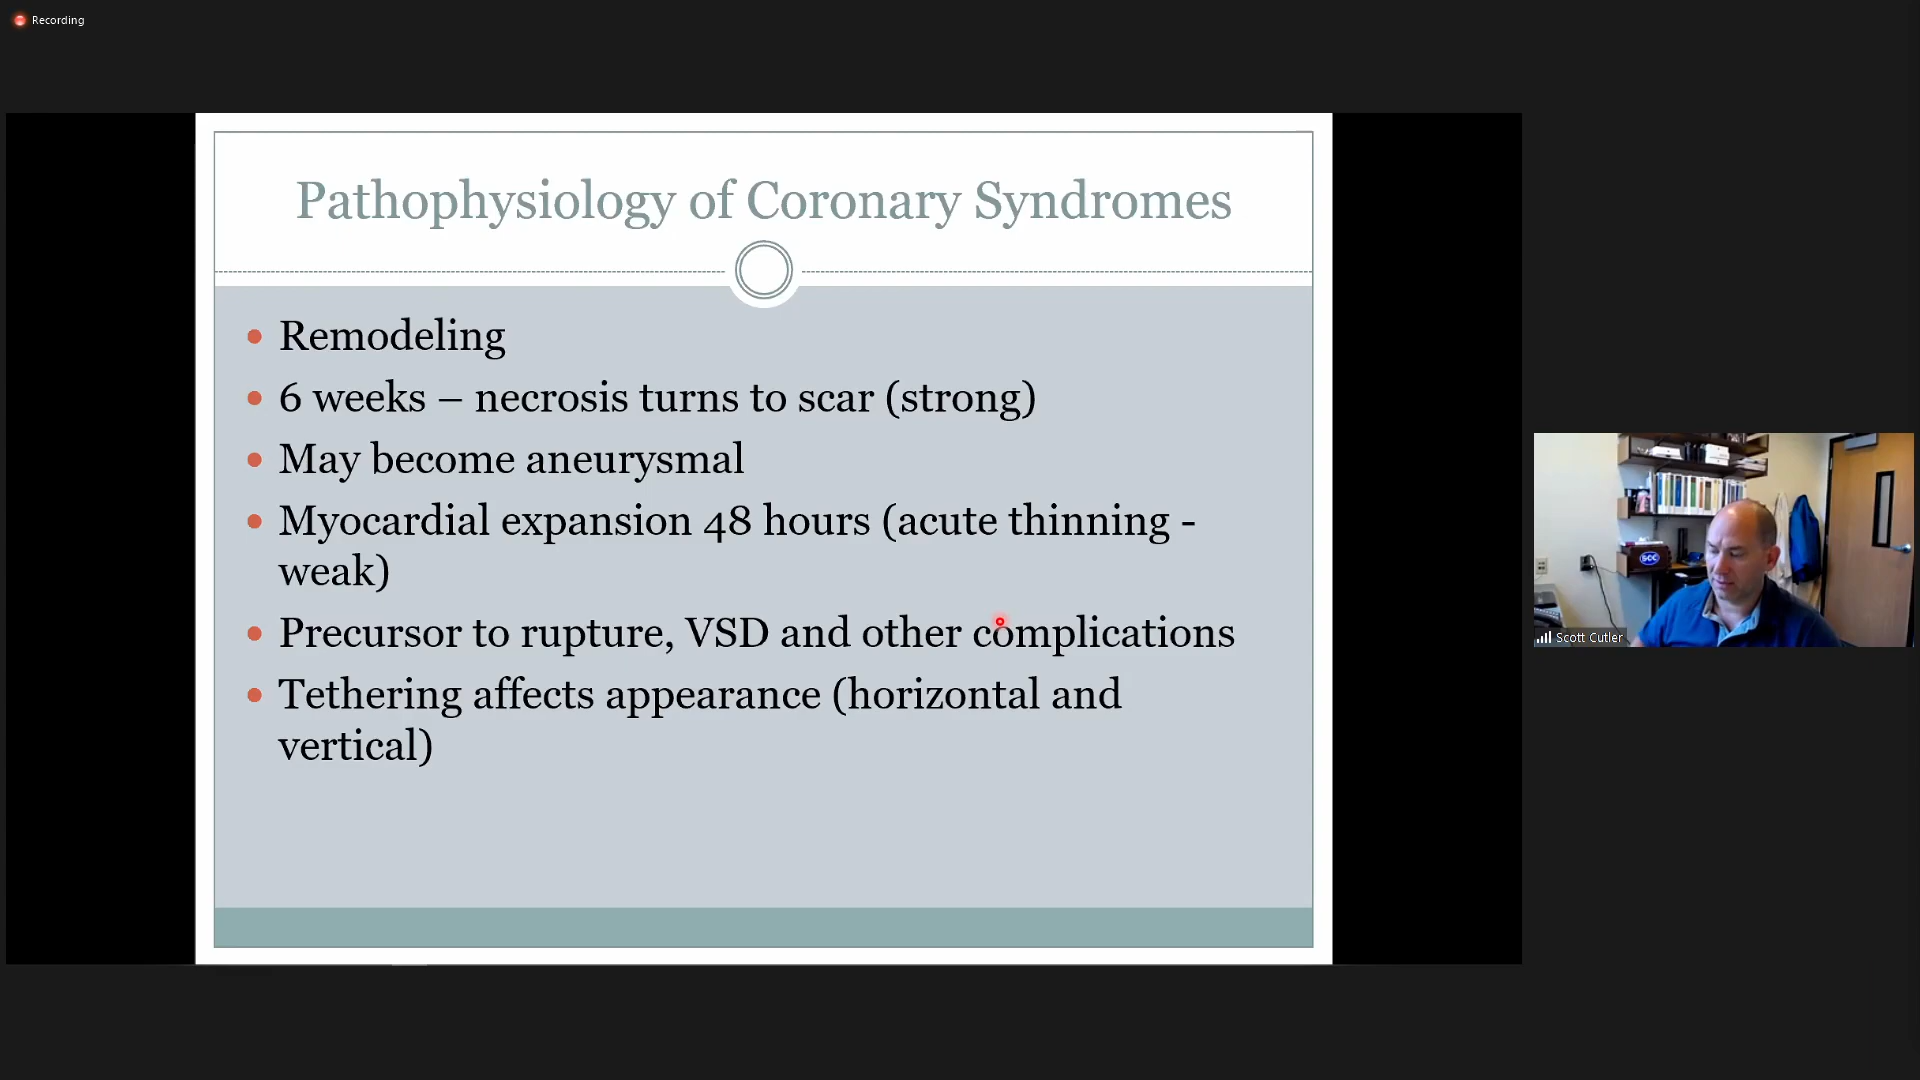 Recording
Pathophysiology of Coronary Syndromes
• Remodeling
• 6 weeks – necrosis turns to scar (strong)
• May become aneurysmal
• Myocardial expansion 48 hours (acute thinning -
weak)
• Precursor to rupture, VSD and other complications
• Tethering affects appearance (horizontal and
vertical)
SCC
Scott Cutler